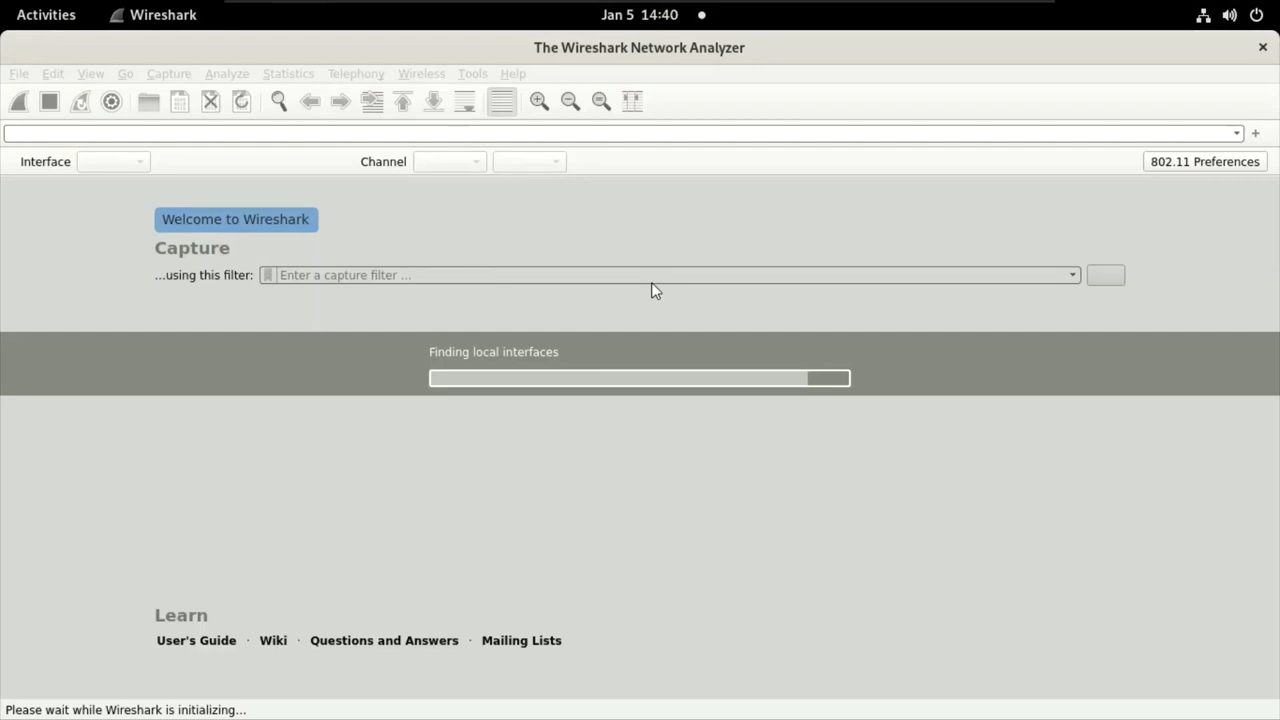 Activities Wireshark Jan 5 14:40
The Wireshark Network Analyzer
File Edit View Go Capture Analyze Statistics Telephony Wireless Tools Help
Interface Channel 802.11 Preferences
Welcome to Wireshark
Capture
...using this filter: Enter a capture filter ...
Finding local interfaces
Learn
User's Guide · Wiki · Questions and Answers · Mailing Lists
Please wait while Wireshark is initializing...